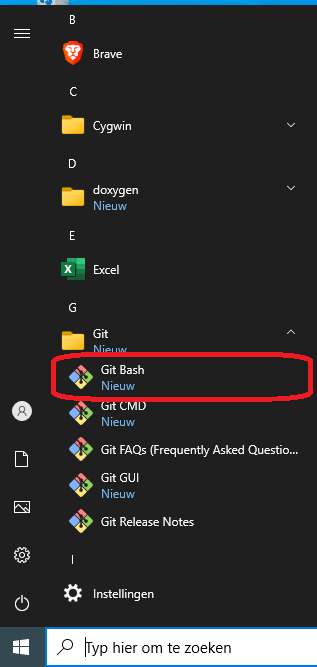 B
Brave
C
Cygwin
D
doxygen
Nieuw
E
Excel
G
Git
Nieuw
Git Bash
Nieuw
Git CMD
Nieuw
Git FAQs (Frequently Asked Questio...
Git GUI
Nieuw
Git Release Notes
I
Instellingen
Typ hier om te zoeken